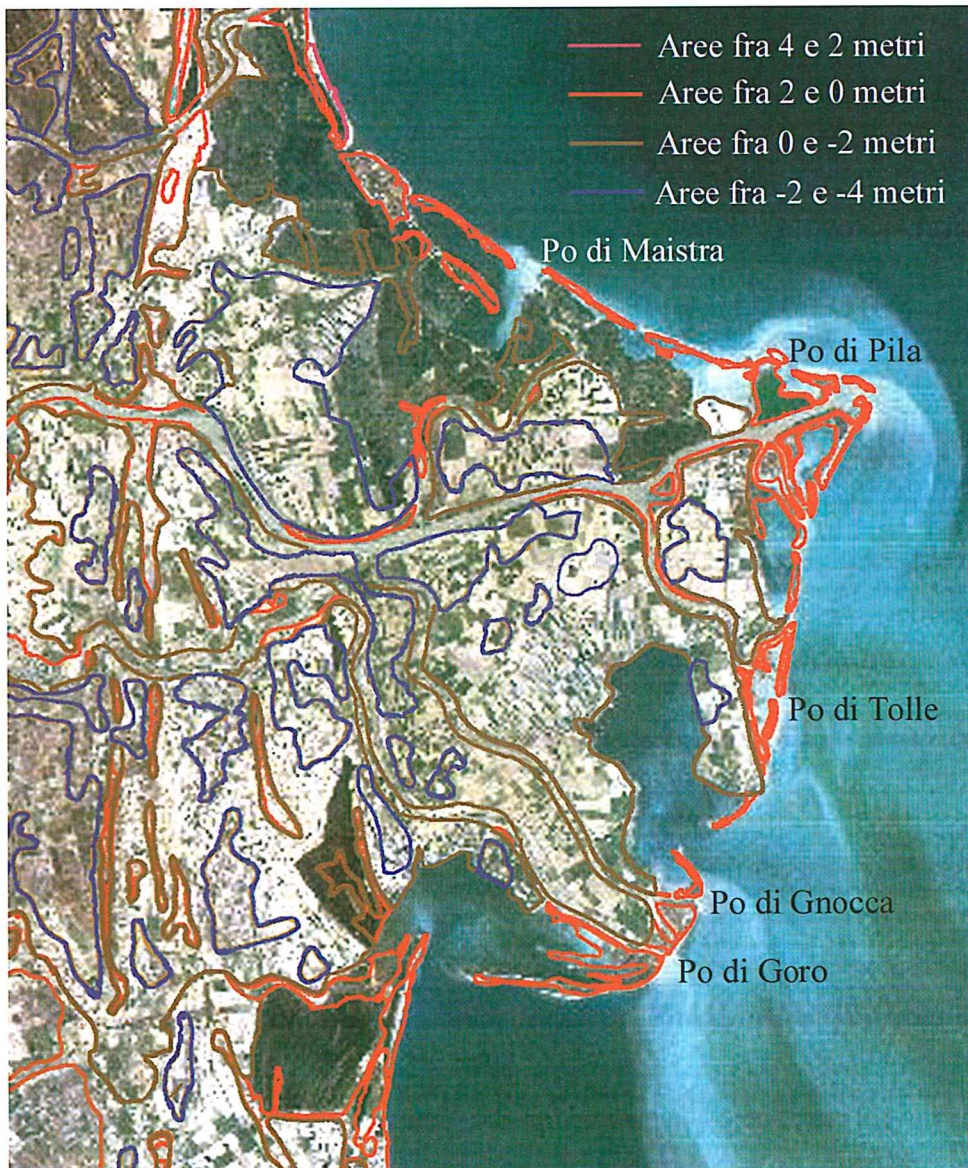 Aree fra 4 e 2 metri
Aree fra 2 e 0 metri
Aree fra 0 e -2 metri
Aree fra -2 e -4 metri
Po di Maistra
Po di Pila
Po di Tolle
Po di Gnocca
Po di Goro